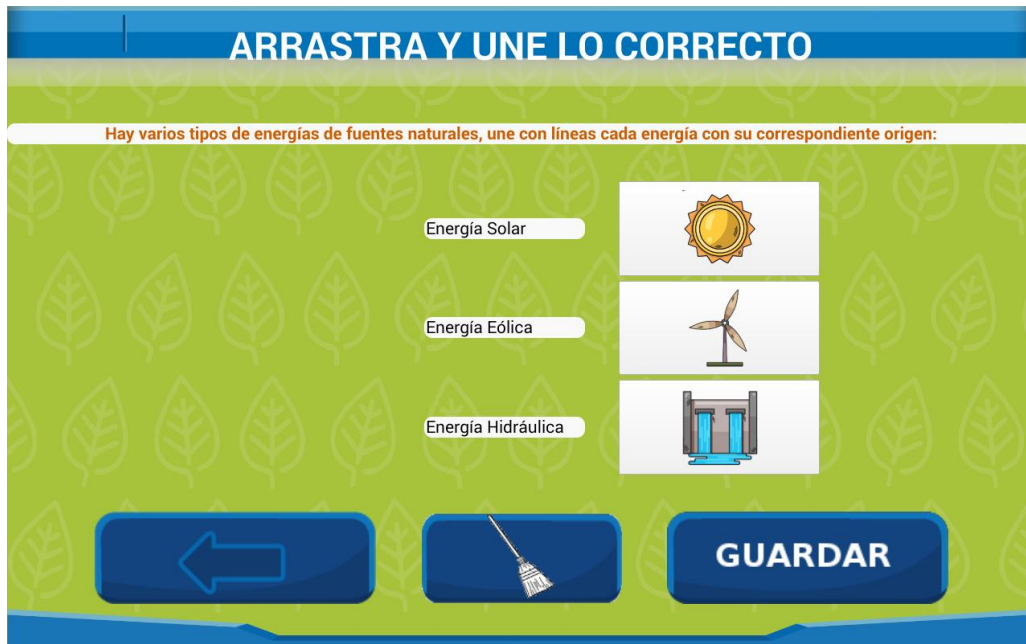 ARRASTRA Y UNE LO CORRECTO
Hay varios tipos de energías de fuentes naturales, une con líneas cada energía con su correspondiente origen:
Energía Solar
Energía Eólica
Energía Hidráulica
GUARDAR